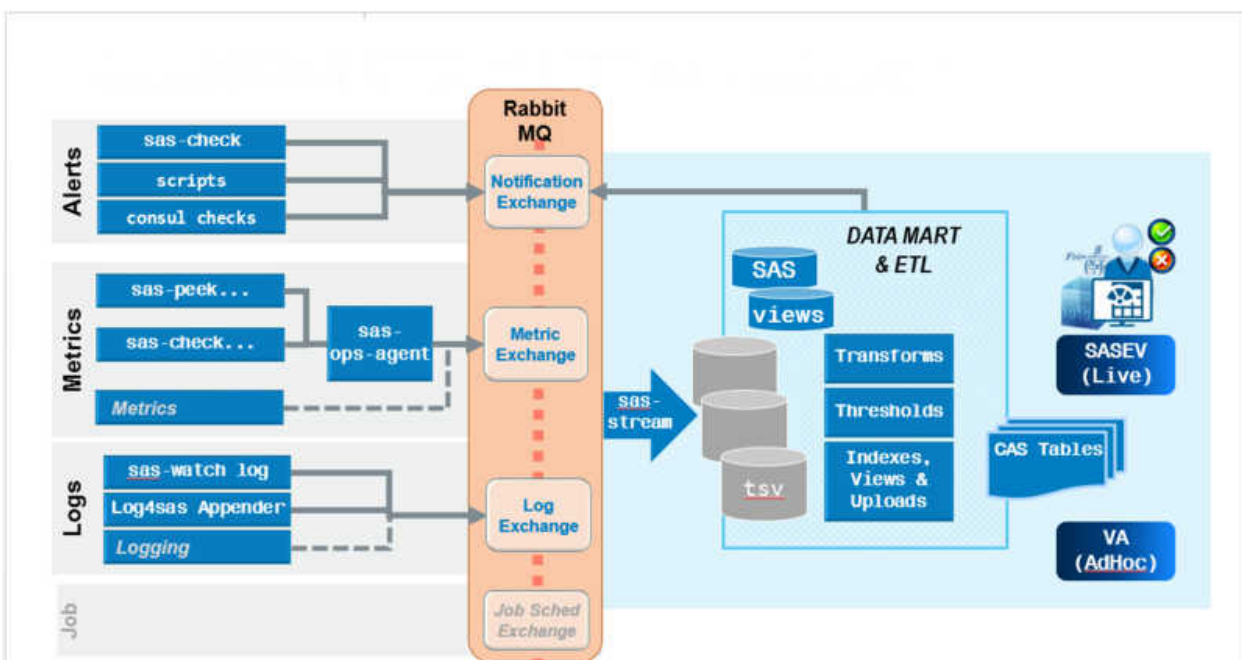 Rabbit
MQ
Alerts
sas-check
scripts
consul checks
Notification
Exchange
Metrics
sas-peek...
sas-check...
Metrics
sas-
ops-agent
Metric
Exchange
Logs
sas-watch log
Log4sas Appender
Logging
Log
Exchange
Job
Job Sched
Exchange
sas-
stream
DATA MART
& ETL
SAS
views
tsv
Transforms
Thresholds
Indexes,
Views &
Uploads
CAS Tables
SASEV
(Live)
VA
(AdHoc)